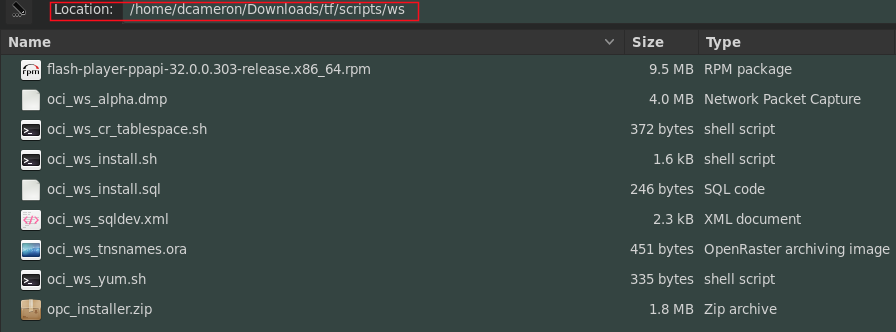 Location: /home/dcameron/Downloads/tf/scripts/ws
Name Size Type
rpm flash-player-ppapi-32.0.0.303-release.x86_64.rpm 9.5 MB RPM package
oci_ws_alpha.dmp 4.0 MB Network Packet Capture
oci_ws_cr_tablespace.sh 372 bytes shell script
oci_ws_install.sh 1.6 kB shell script
oci_ws_install.sql 246 bytes SQL code
oci_ws_sqldev.xml 2.3 kB XML document
oci_ws_tnsnames.ora 451 bytes OpenRaster archiving image
oci_ws_yum.sh 335 bytes shell script
opc_installer.zip 1.8 MB Zip archive